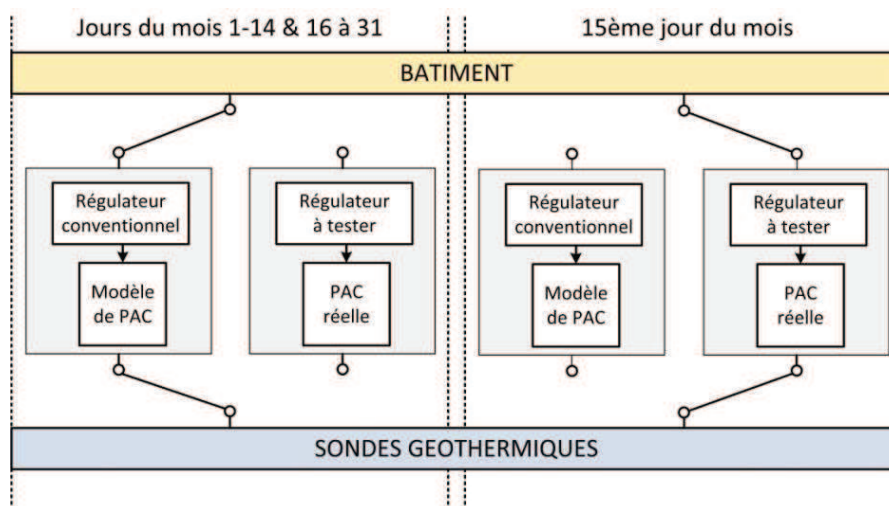 Jours du mois 1-14 & 16 à 31
15ème jour du mois
BATIMENT
Régulateur
conventionnel
Modèle
de PAC
Régulateur
à tester
PAC
réelle
Régulateur
conventionnel
Modèle
de PAC
Régulateur
à tester
PAC
réelle
SONDES GEOTHERMIQUES